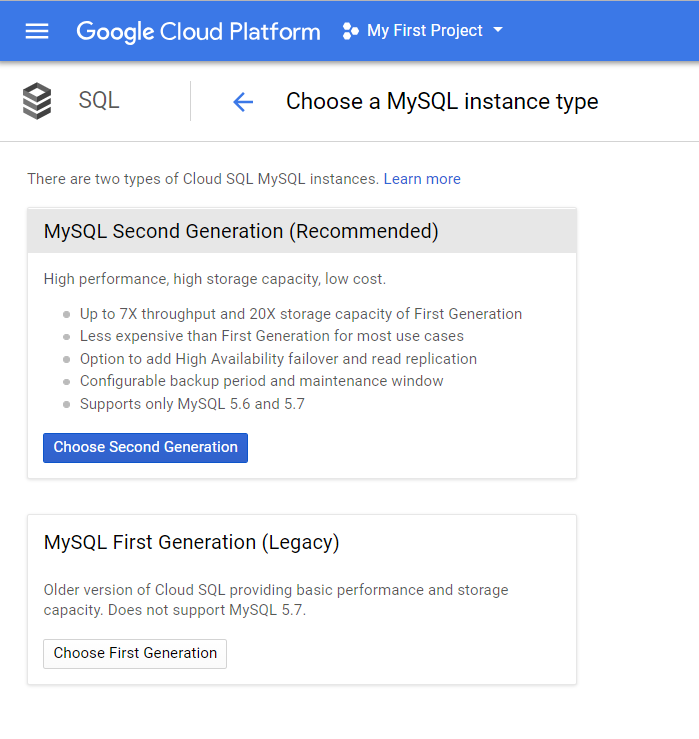 Google Cloud Platform My First Project
SQL Choose a MySQL instance type
There are two types of Cloud SQL MySQL instances. Learn more
MySQL Second Generation (Recommended)
High performance, high storage capacity, low cost.
Up to 7X throughput and 20X storage capacity of First Generation
Less expensive than First Generation for most use cases
Option to add High Availability failover and read replication
Configurable backup period and maintenance window
Supports only MySQL 5.6 and 5.7
Choose Second Generation
MySQL First Generation (Legacy)
Older version of Cloud SQL providing basic performance and storage
capacity. Does not support MySQL 5.7.
Choose First Generation